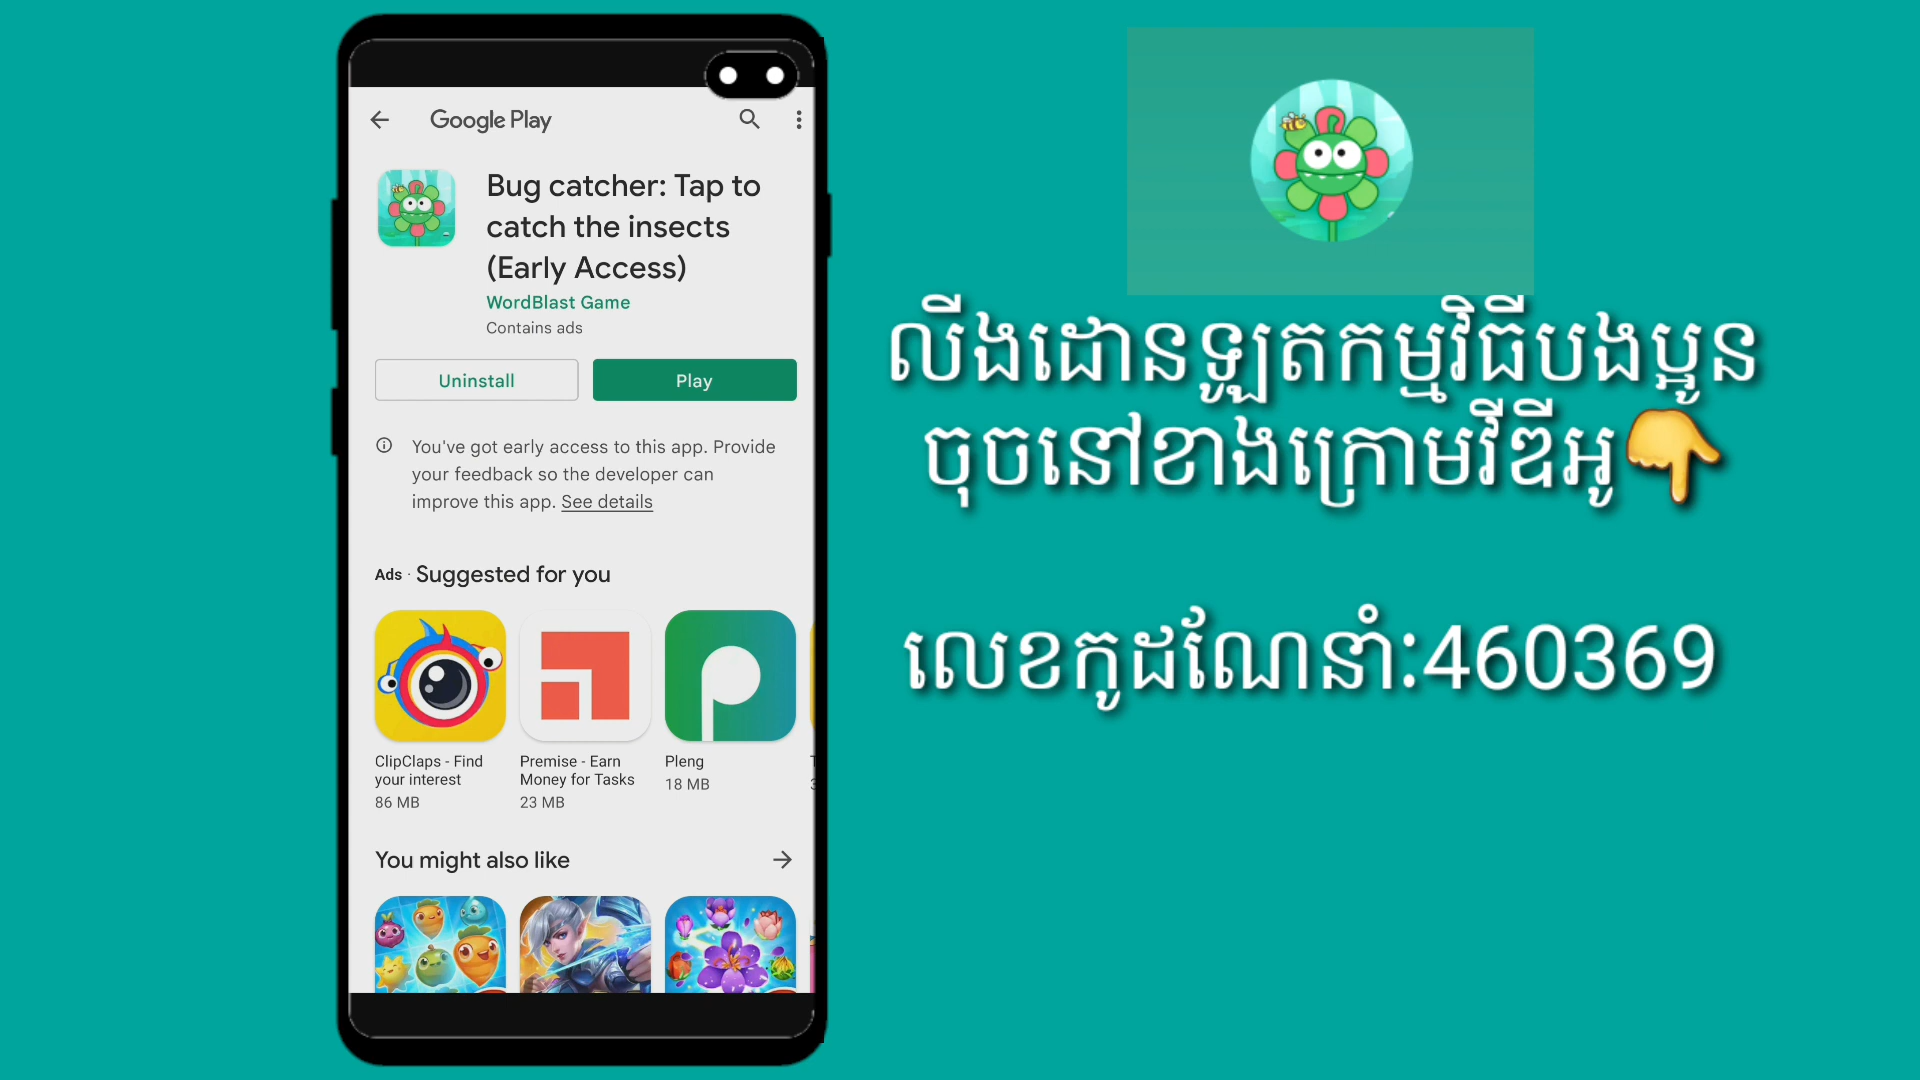 Google Play
Bug catcher: Tap to
catch the insects
(Early Access)
WordBlast Game
Contains ads
Uninstall
Play
You've got early access to this app. Provide
your feedback so the developer can
improve this app. See details
Ads · Suggested for you
ClipClaps - Find
your interest
86 MB
Premise - Earn
Money for Tasks
23 MB
Pleng
18 MB
You might also like
លីងដោនឡូតកម្មវិធីបងប្អូន
ចុចនៅខាងក្រោមវីឌីអូ👇
លេខកូដណែនាំ:460369